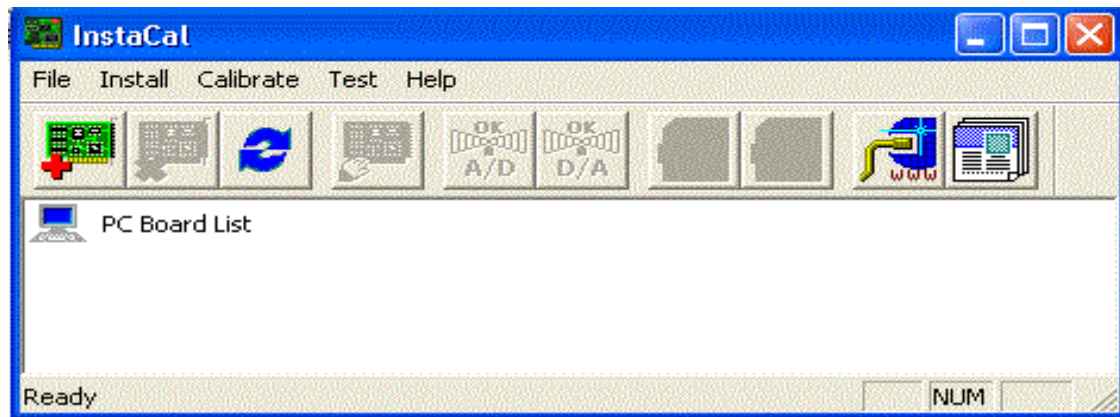 InstaCal
File Install Calibrate Test Help
OK OK
A/D D/A
www
PC Board List
Ready NUM